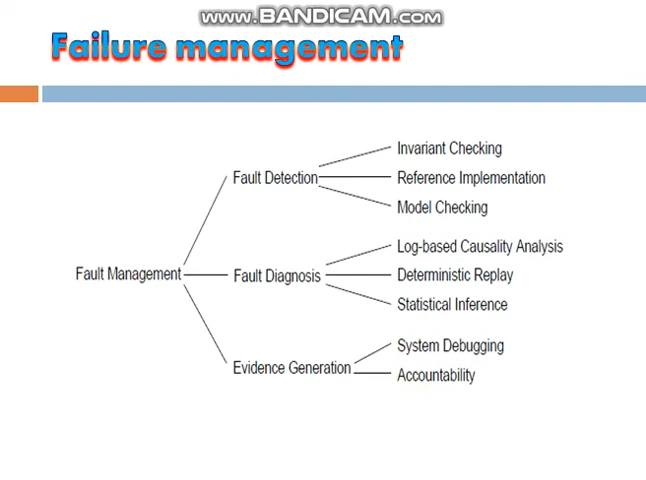 WWW.BANDICAM.COM
Failure management
Invariant Checking
Fault Detection
Reference Implementation
Model Checking
Log-based Causality Analysis
Fault Management
Fault Diagnosis
Deterministic Replay
Statistical Inference
System Debugging
Evidence Generation
Accountability